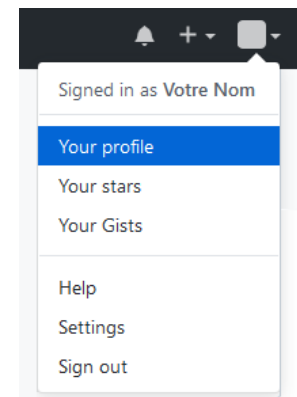 Signed in as Votre Nom
Your profile
Your stars
Your Gists
Help
Settings
Sign out